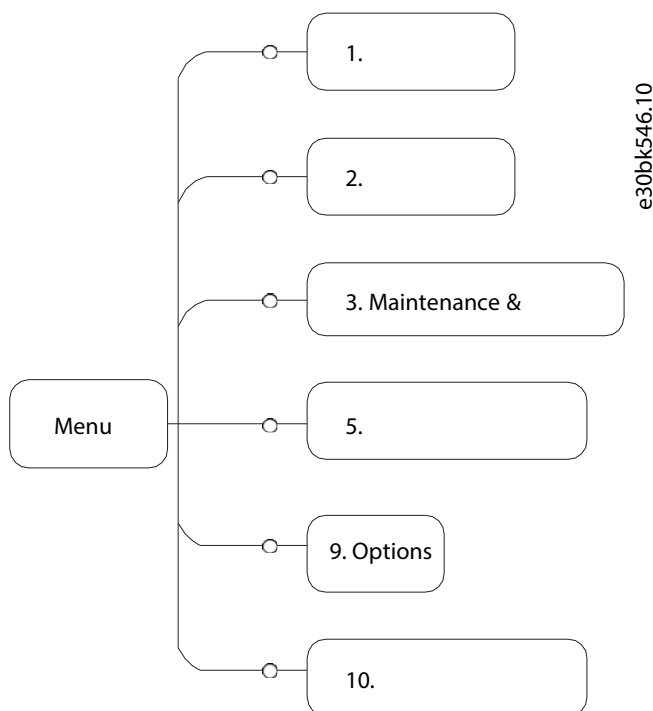 1.
2.
3. Maintenance &
Menu
5.
9. Options
10.
e30bk546.10